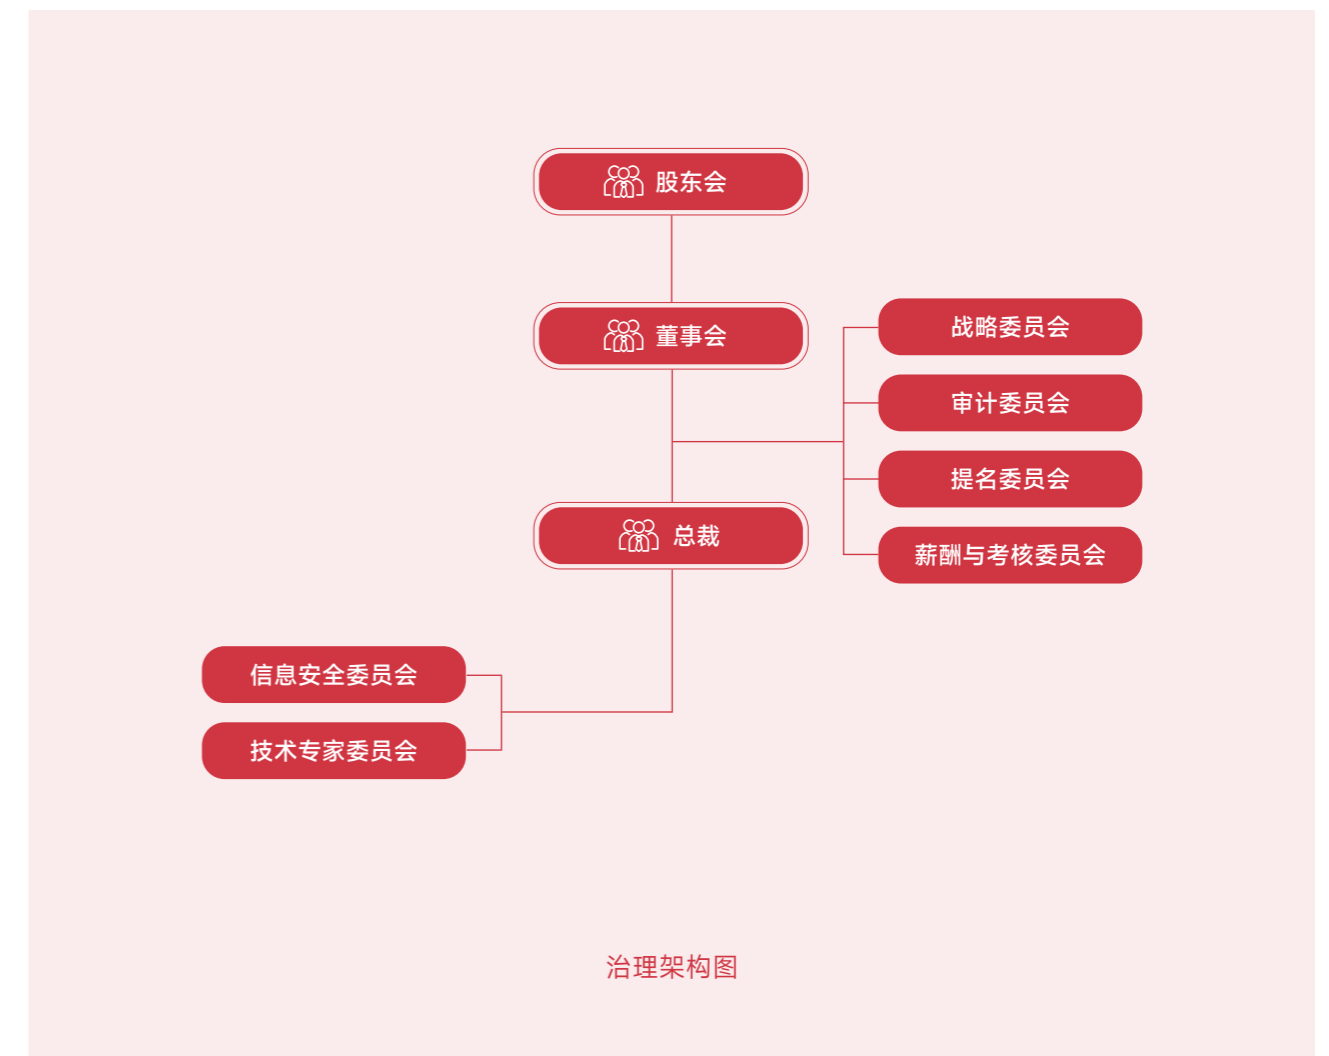 股东会
董事会
战略委员会
审计委员会
提名委员会
总裁
薪酬与考核委员会
信息安全委员会
技术专家委员会
治理架构图